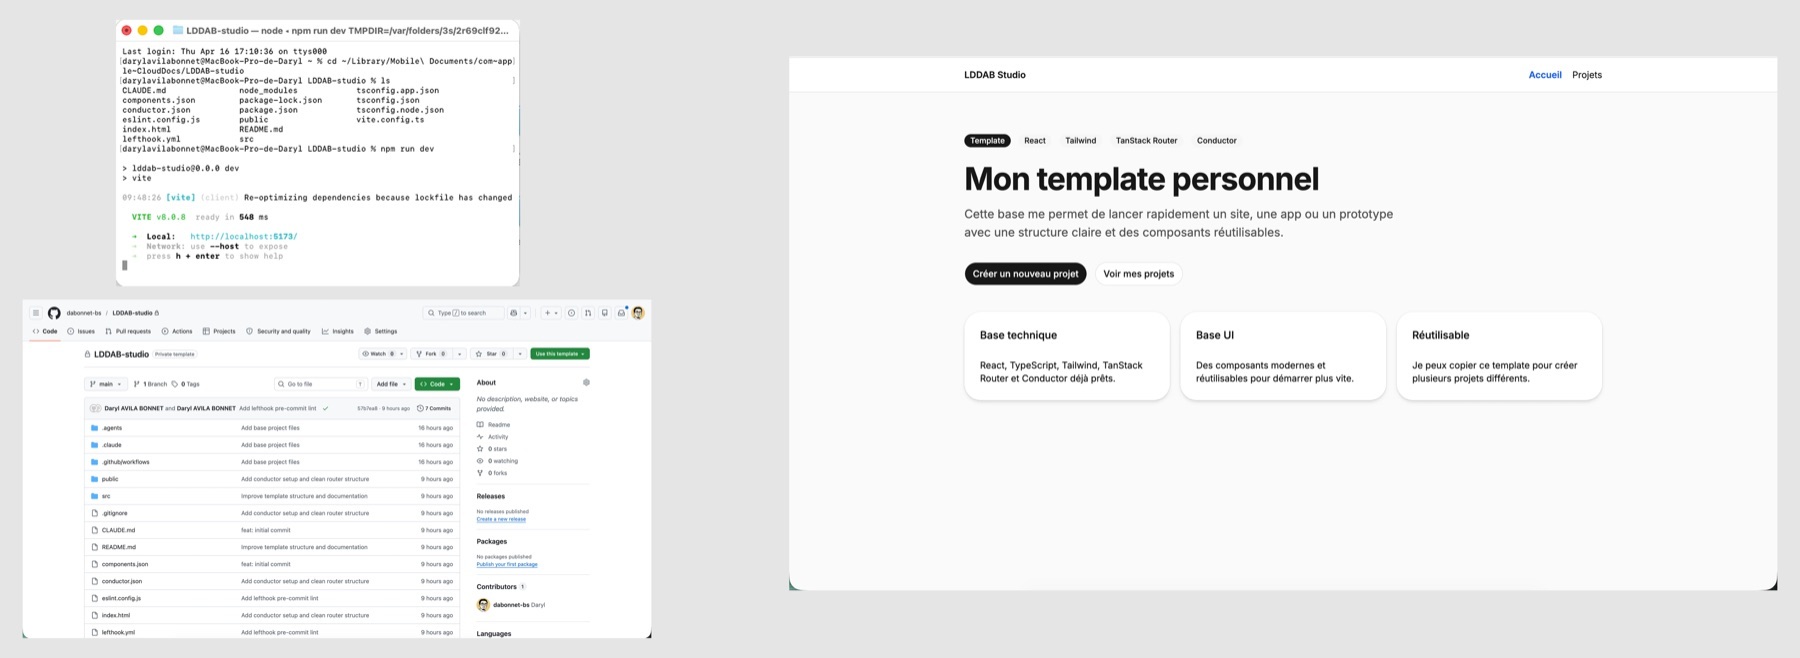 LDDAB-studio — node • npm run dev TMPDIR=/var/folders/3s/2r69clf92...
Last login: Thu Apr 16 17:10:36 on ttys000
[darylavilabonnet@MacBook-Pro-de-Daryl ~ % cd ~/Library/Mobile\ Documents/com~app]
le~CloudDocs/LDDAB-studio
[darylavilabonnet@MacBook-Pro-de-Daryl LDDAB-studio % ls ]
CLAUDE.md node_modules tsconfig.app.json
components.json package-lock.json tsconfig.json
conductor.json package.json tsconfig.node.json
eslint.config.js public vite.config.ts
index.html README.md
lefthook.yml src
[darylavilabonnet@MacBook-Pro-de-Daryl LDDAB-studio % npm run dev ]
> lddab-studio@0.0.0 dev
> vite
09:48:26 [vite] (client) Re-optimizing dependencies because lockfile has changed
VITE v8.0.8 ready in 548 ms
➜ Local: http://localhost:5173/
➜ Network: use --host to expose
➜ press h + enter to show help
dabonnet-bs / LDDAB-studio
Type / to search
Code Issues Pull requests Actions Projects Security and quality Insights Settings
LDDAB-studio Private template
Watch 0 Fork 0 Star 0 Use this template
main 1 Branch 0 Tags Go to file t Add file Code
Daryl AVILA BONNET and Daryl AVILA BONNET Add lefthook pre-commit lint 9 hours ago 7 Commits
.agents Add base project files 16 hours ago
.claude Add base project files 16 hours ago
.github/workflows Add base project files 16 hours ago
public Add conductor setup and clean router structure 9 hours ago
src Improve template structure and documentation 9 hours ago
.gitignore Add conductor setup and clean router structure 9 hours ago
CLAUDE.md feat: initial commit 9 hours ago
README.md Improve template structure and documentation 9 hours ago
components.json feat: initial commit 9 hours ago
conductor.json Add conductor setup and clean router structure 9 hours ago
eslint.config.js Add lefthook pre-commit lint 9 hours ago
index.html Add conductor setup and clean router structure 9 hours ago
lefthook.yml Add lefthook pre-commit lint 9 hours ago
About
No description, website, or topics
provided.
Readme
Activity
0 stars
0 watching
0 forks
Releases
No releases published
Create a new release
Packages
No packages published
Publish your first package
Contributors 1
dabonnet-bs Daryl
Languages
LDDAB Studio
Accueil Projets
Template React Tailwind TanStack Router Conductor
Mon template personnel
Cette base me permet de lancer rapidement un site, une app ou un prototype
avec une structure claire et des composants réutilisables.
Créer un nouveau projet Voir mes projets
Base technique
React, TypeScript, Tailwind, TanStack
Router et Conductor déjà prêts.
Base UI
Des composants modernes et
réutilisables pour démarrer plus vite.
Réutilisable
Je peux copier ce template pour créer
plusieurs projets différents.